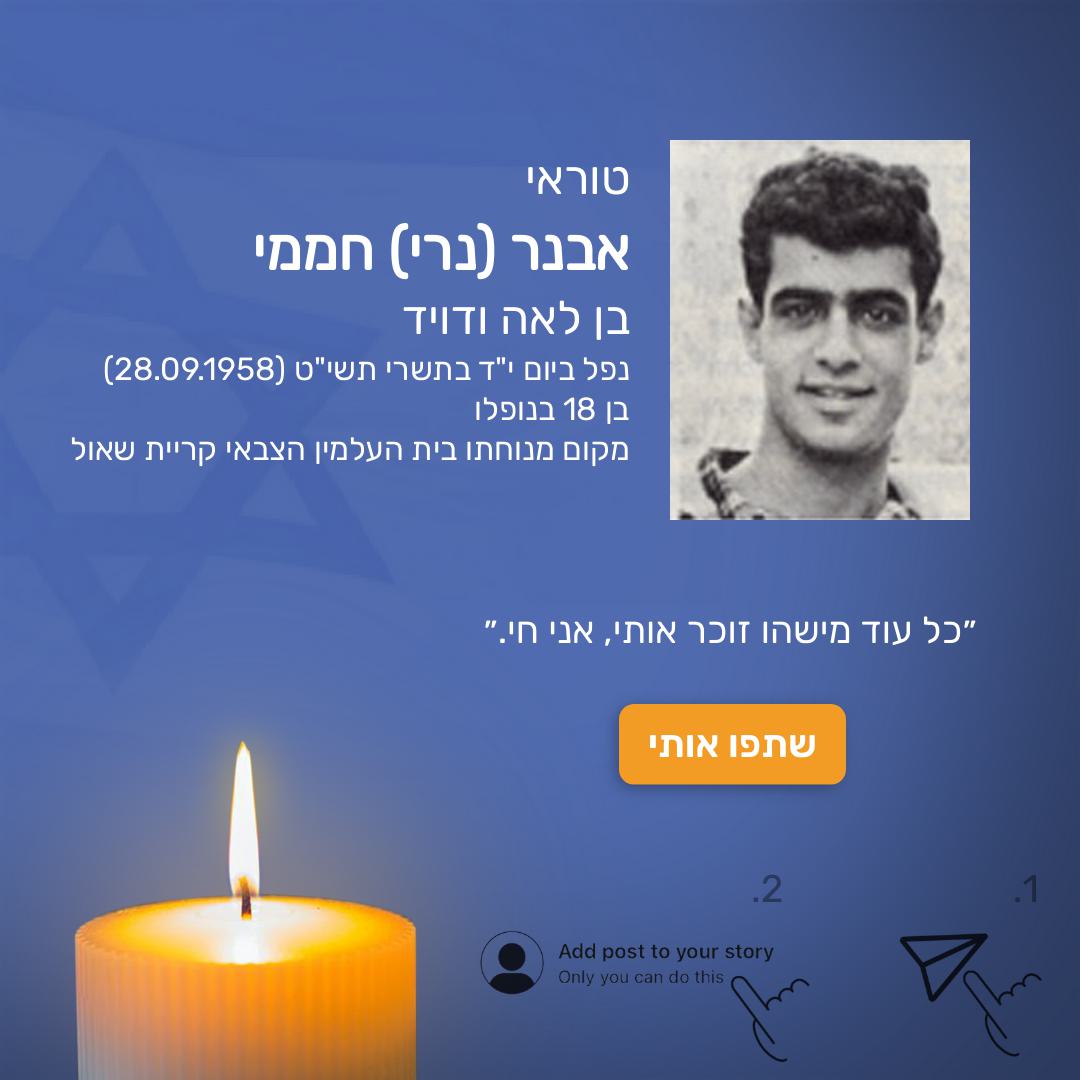 טוראי
אבנר (נרי) חממי
בן לאה ודויד
נפל ביום י"ד בתשרי תשי"ט (28.09.1958)
בן 18 בנופלו
מקום מנוחתו בית העלמין הצבאי קריית שאול
״כל עוד מישהו זוכר אותי, אני חי.״
שתפו אותי
1.
2.
Add post to your story
Only you can do this